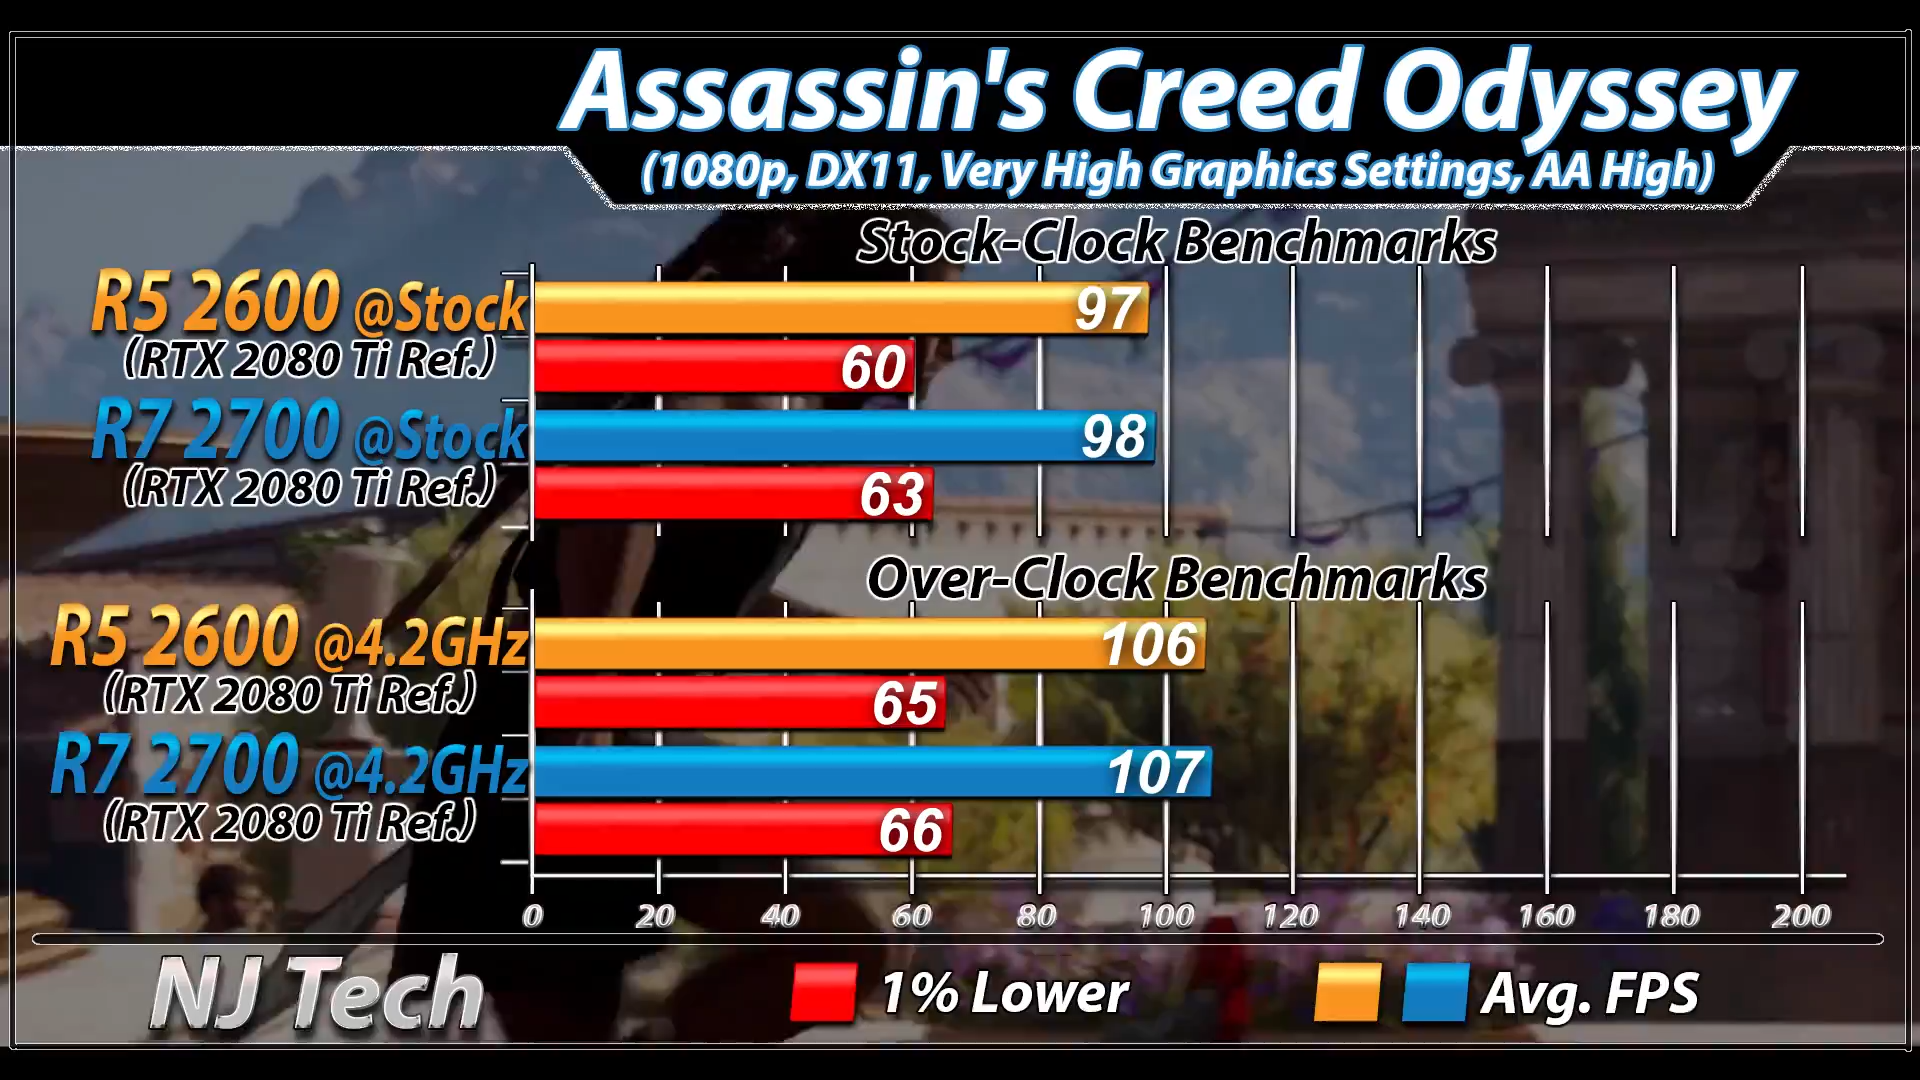 Assassin's Creed Odyssey
(1080p, DX11, Very High Graphics Settings, AA High)
Stock-Clock Benchmarks
R5 2600 @Stock
(RTX 2080 Ti Ref.)
97
60
R7 2700 @Stock
(RTX 2080 Ti Ref.)
98
63
Over-Clock Benchmarks
R5 2600 @4.2GHz
(RTX 2080 Ti Ref.)
106
65
R7 2700 @4.2GHz
(RTX 2080 Ti Ref.)
107
66
0 20 40 60 80 100 120 140 160 180 200
NJ Tech
1% Lower
Avg. FPS